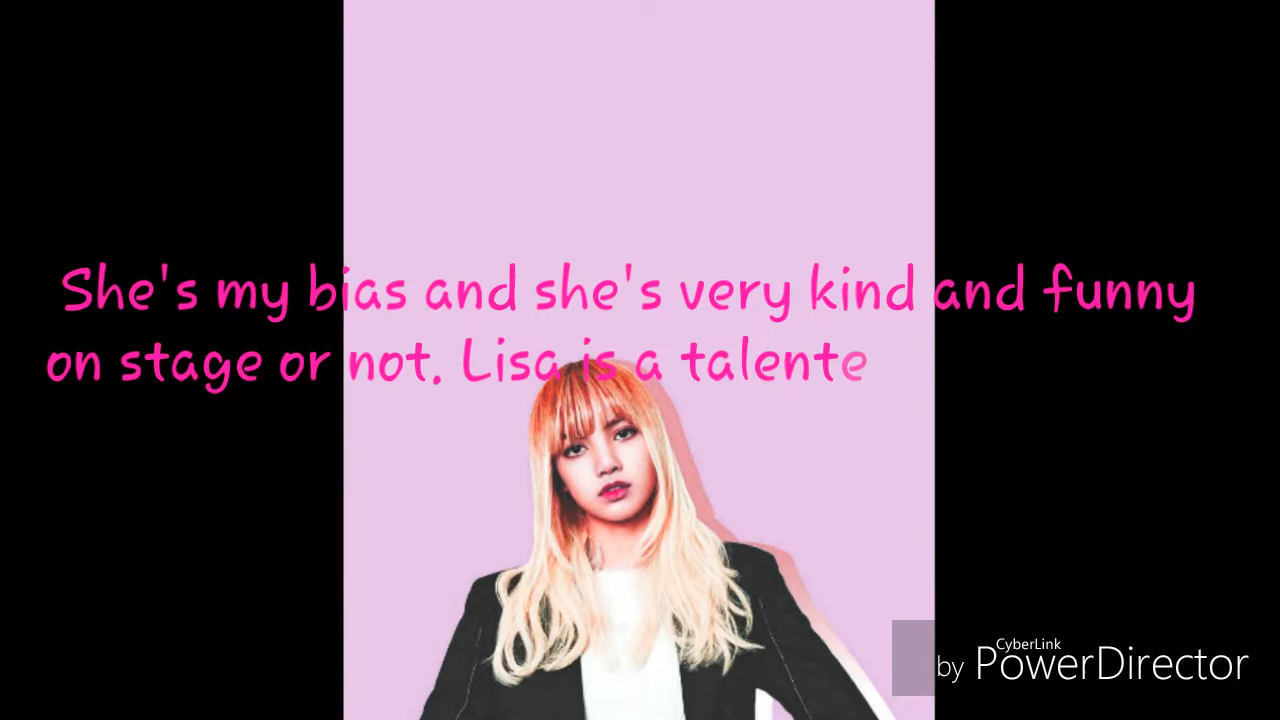 She's my bias and she's very kind and funny
on stage or not. Lisa is a talente
CyberLink
by PowerDirector